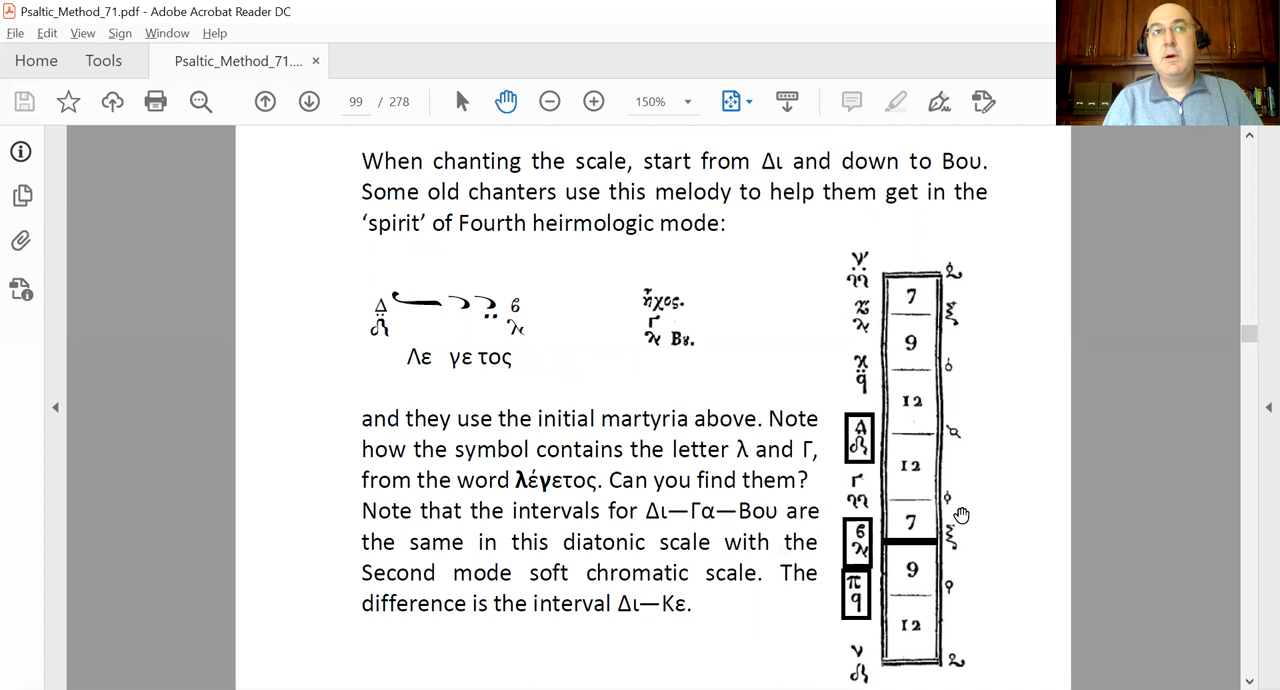 Psaltic_Method_71.pdf - Adobe Acrobat Reader DC
File Edit View Sign Window Help
Home Tools Psaltic_Method_71.... ×
99 / 278 150%
When chanting the scale, start from Δι and down to Βου.
Some old chanters use this melody to help them get in the
‘spirit’ of Fourth heirmologic mode:
Λε γε τος
ἦχος.
Βȣ.
and they use the initial martyria above. Note
how the symbol contains the letter λ and Γ,
from the word λέγετος. Can you find them?
Note that the intervals for Δι—Γα—Βου are
the same in this diatonic scale with the
Second mode soft chromatic scale. The
difference is the interval Δι—Κε.
7
9
12
12
7
9
12